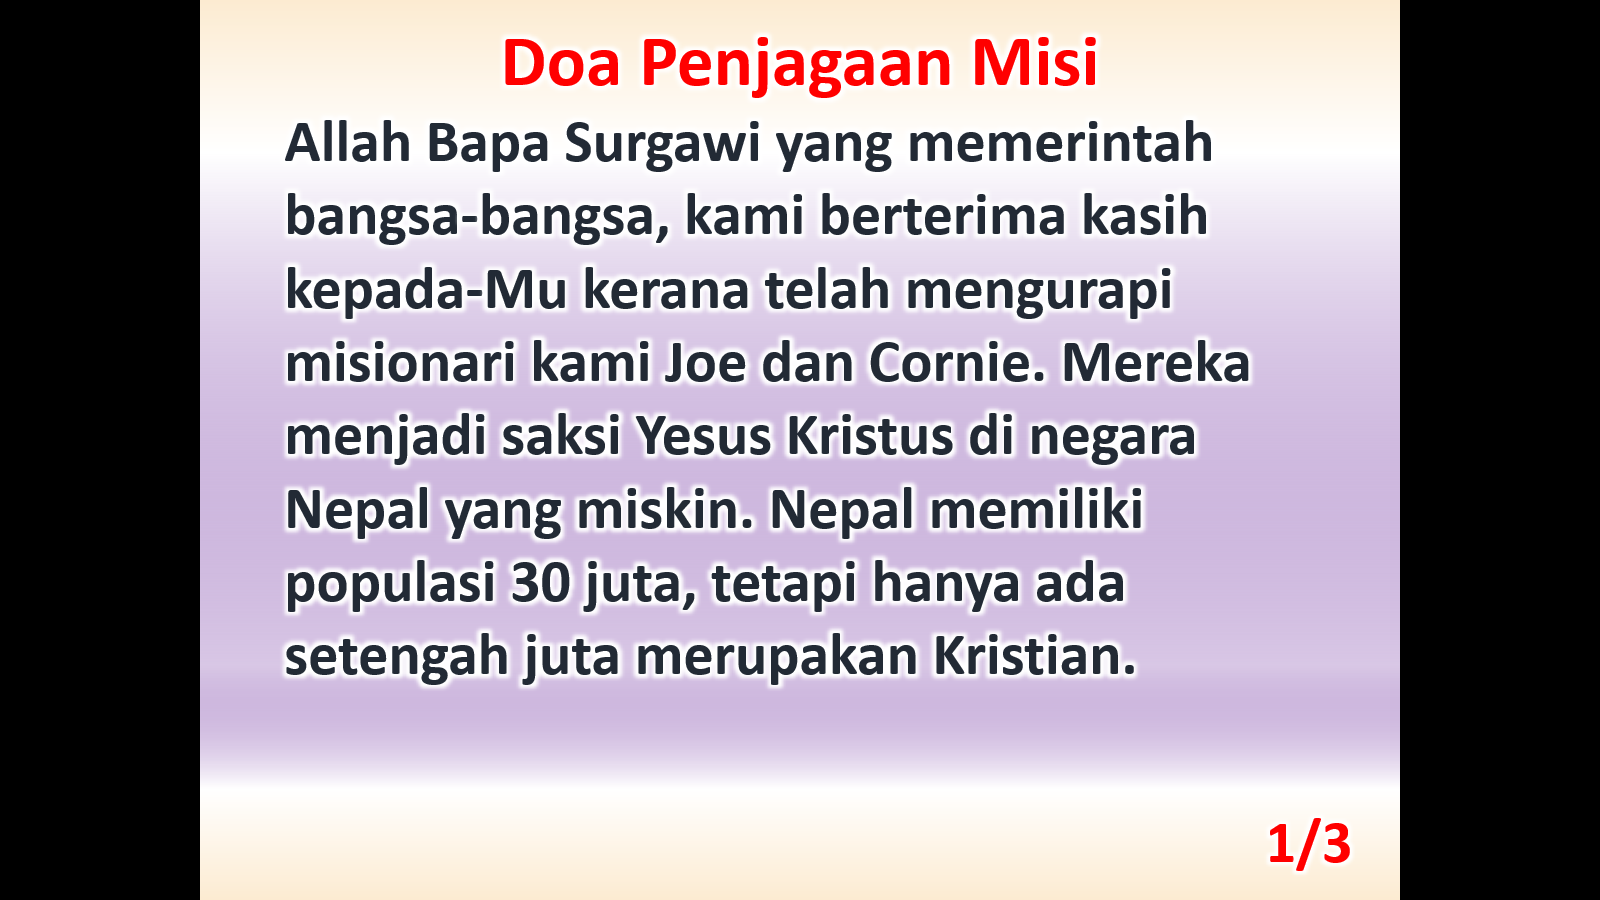 Doa Penjagaan Misi
Allah Bapa Surgawi yang memerintah
bangsa-bangsa, kami berterima kasih
kepada-Mu kerana telah mengurapi
misionari kami Joe dan Cornie. Mereka
menjadi saksi Yesus Kristus di negara
Nepal yang miskin. Nepal memiliki
populasi 30 juta, tetapi hanya ada
setengah juta merupakan Kristian.
1/3